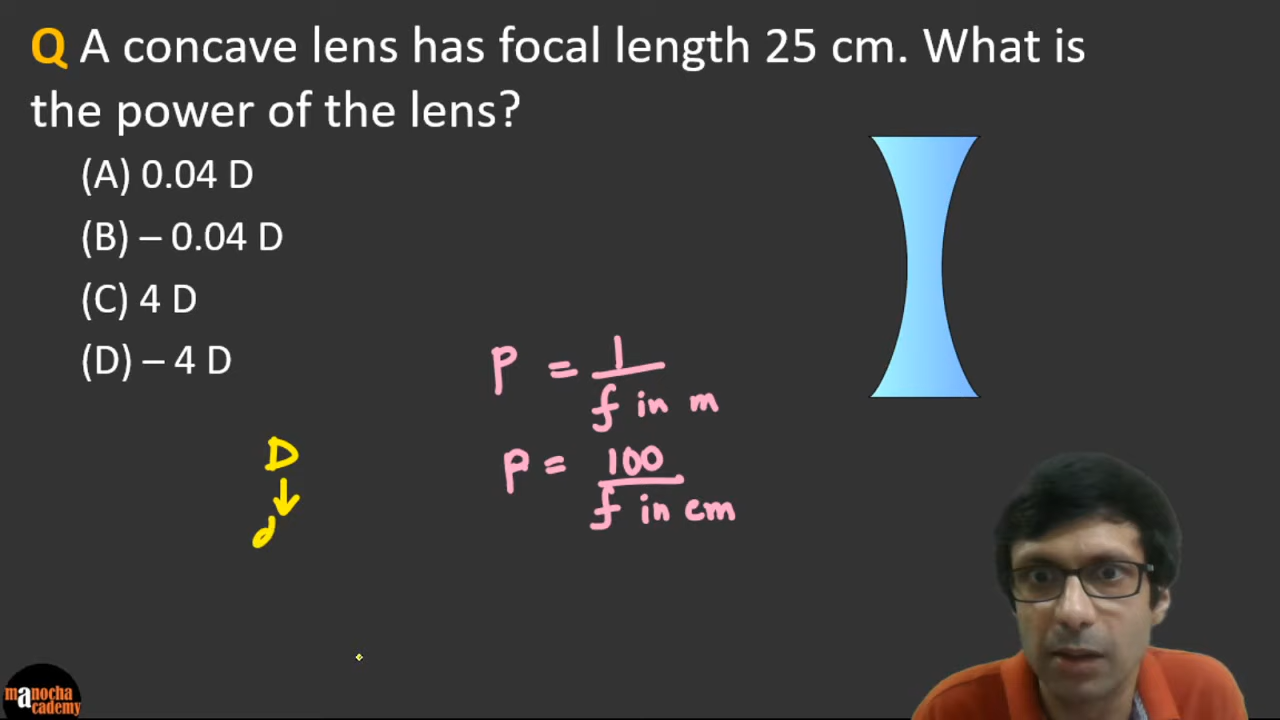 Q A concave lens has focal length 25 cm. What is
the power of the lens?
(A) 0.04 D
(B) – 0.04 D
(C) 4 D
(D) – 4 D
P = 1
f in m
P = 100
f in cm
D
↓
d
manocha
academy